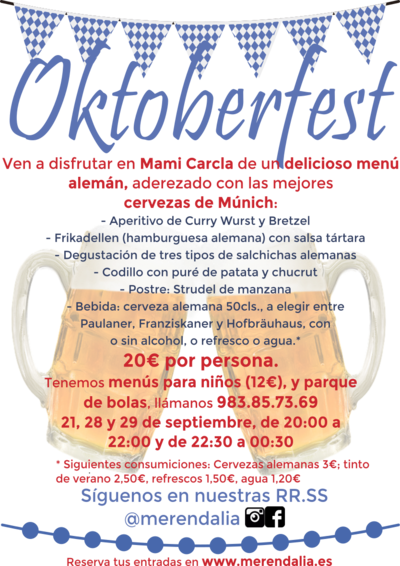 Oktoberfest
Ven a disfrutar en Mami Carcla de un delicioso menú
alemán, aderezado con las mejores
cervezas de Múnich:
- Aperitivo de Curry Wurst y Bretzel
- Frikadellen (hamburguesa alemana) con salsa tártara
- Degustación de tres tipos de salchichas alemanas
- Codillo con puré de patata y chucrut
- Postre: Strudel de manzana
- Bebida: cerveza alemana 50cls., a elegir entre
Paulaner, Franziskaner y Hofbräuhaus, con
o sin alcohol, o refresco o agua.*
20€ por persona.
Tenemos menús para niños (12€), y parque
de bolas, llámanos 983.85.73.69
21, 28 y 29 de septiembre, de 20:00 a
22:00 y de 22:30 a 00:30
* Siguientes consumiciones: Cervezas alemanas 3€; tinto
de verano 2,50€, refrescos 1,50€, agua 1,20€
Síguenos en nuestras RR.SS
@merendalia
Reserva tus entradas en www.merendalia.es